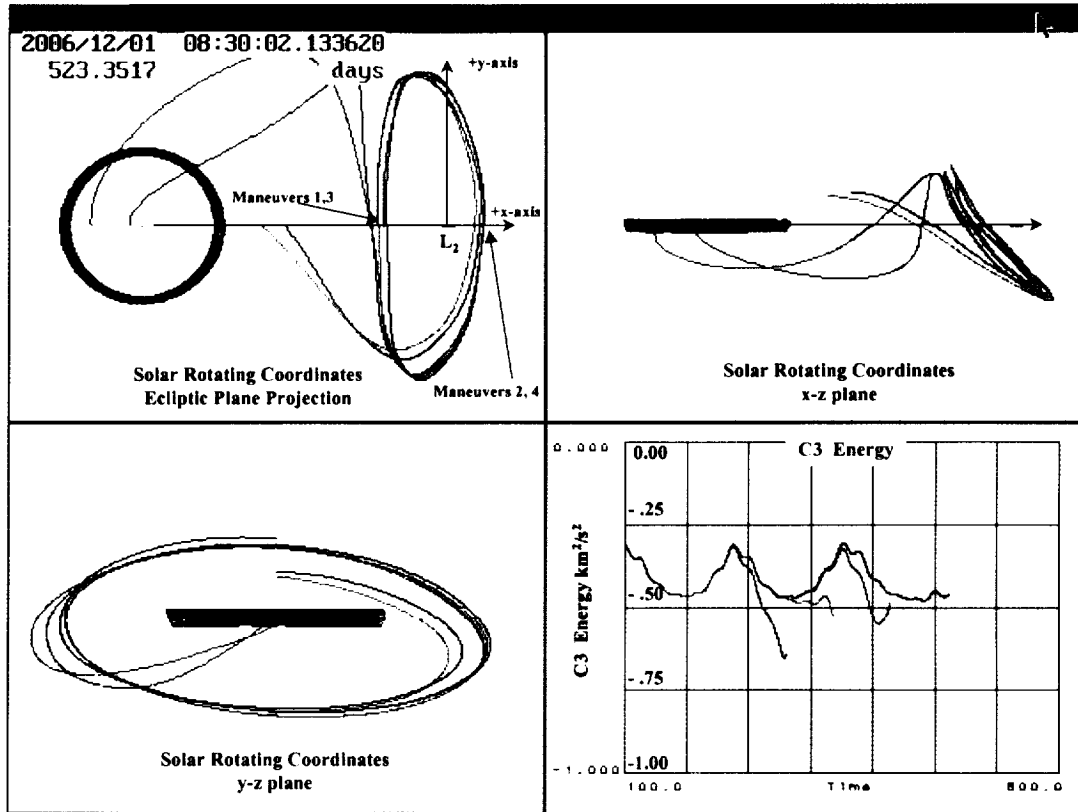 2006/12/01 08:30:02.133620
523.3517 days
+y-axis
Maneuvers 1,3
+x-axis
L2
Solar Rotating Coordinates
Ecliptic Plane Projection
Maneuvers 2, 4
Solar Rotating Coordinates
x-z plane
Solar Rotating Coordinates
y-z plane
C3 Energy
0.000
0.00
- .25
- .50
- .75
-1.00
-1.000
C3 Energy km²/s²
100.0 Time 800.0